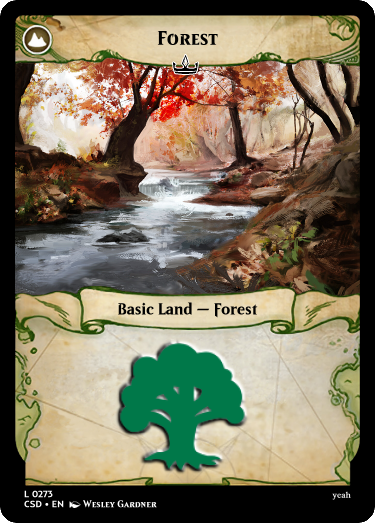 Forest
Basic Land — Forest
L 0273
CSD • EN Wesley Gardner
yeah